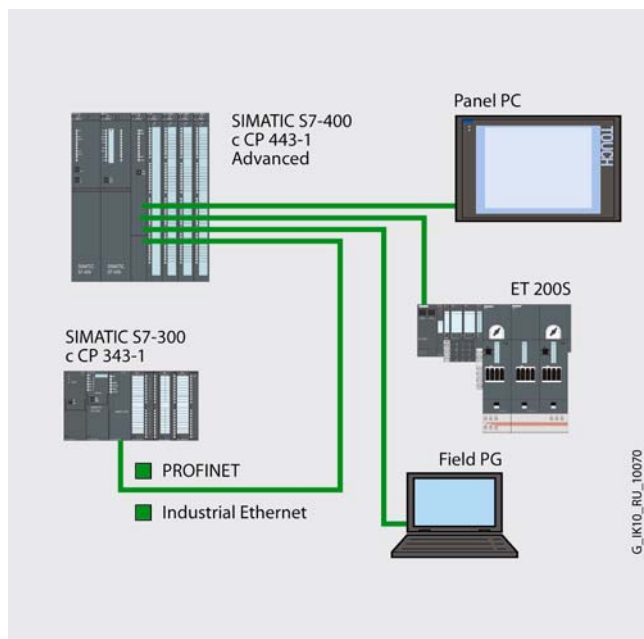 SIMATIC S7-400
с CP 443-1
Advanced
Panel PC
TOUCH
ET 200S
SIMATIC S7-300
с CP 343-1
PROFINET
Industrial Ethernet
Field PG
G_IK10_RU_10070